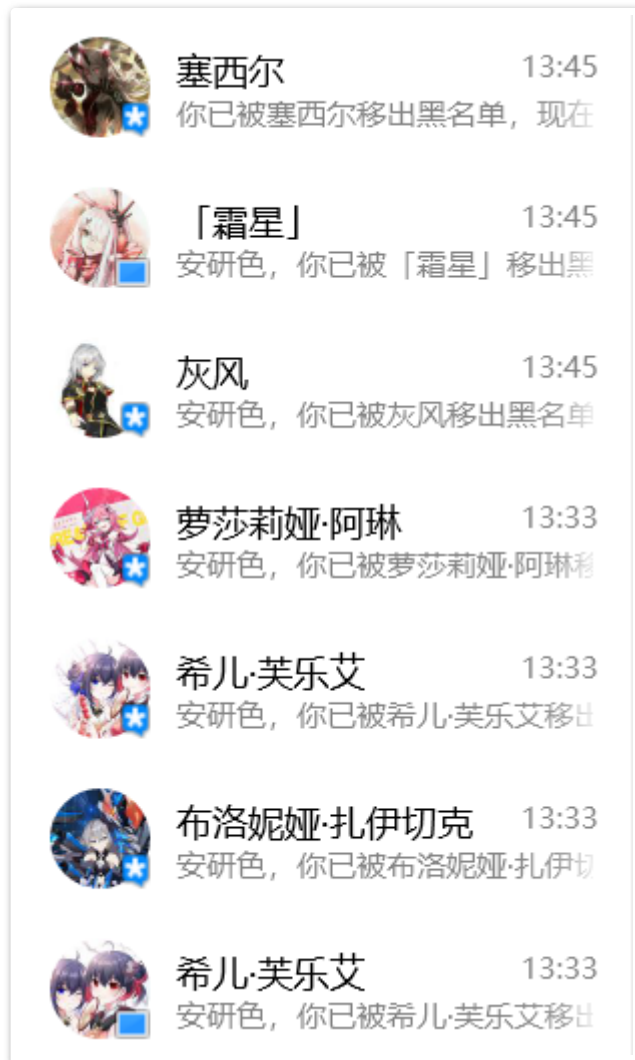 塞西尔 13:45
你已被塞西尔移出黑名单，现在
「霜星」 13:45
安研色，你已被「霜星」移出黑
灰风 13:45
安研色，你已被灰风移出黑名单
萝莎莉娅·阿琳 13:33
安研色，你已被萝莎莉娅·阿琳移
希儿·芙乐艾 13:33
安研色，你已被希儿·芙乐艾移出
布洛妮娅·扎伊切克 13:33
安研色，你已被布洛妮娅·扎伊切
希儿·芙乐艾 13:33
安研色，你已被希儿·芙乐艾移出